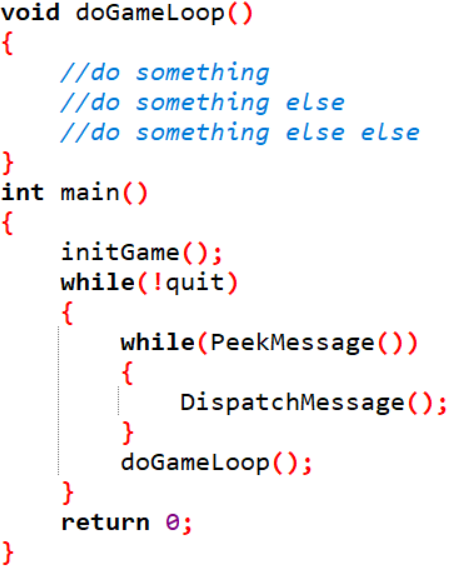 void doGameLoop()
{
    //do something
    //do something else
    //do something else else
}
int main()
{
    initGame();
    while(!quit)
    {
        while(PeekMessage())
        {
            DispatchMessage();
        }
        doGameLoop();
    }
    return 0;
}